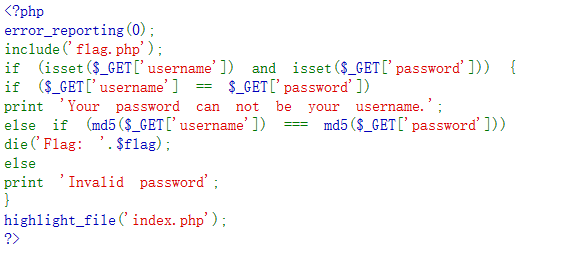 <?php
error_reporting(0);
include('flag.php');
if (isset($_GET['username']) and isset($_GET['password'])) {
if ($_GET['username'] == $_GET['password'])
print 'Your password can not be your username.';
else if (md5($_GET['username']) === md5($_GET['password']))
die('Flag: '.$flag);
else
print 'Invalid password';
}
highlight_file('index.php');
?>